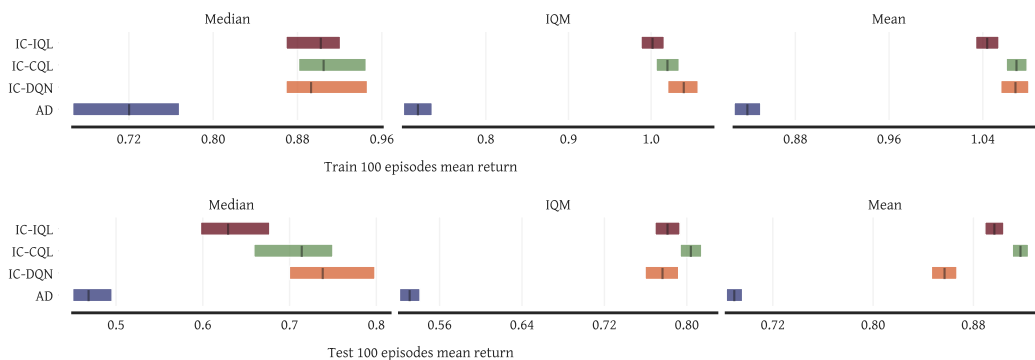 Median IQM Mean
IC-IQL
IC-CQL
IC-DQN
AD
0.72 0.80 0.88 0.96 0.8 0.9 1.0 0.88 0.96 1.04
Train 100 episodes mean return
Median IQM Mean
IC-IQL
IC-CQL
IC-DQN
AD
0.5 0.6 0.7 0.8 0.56 0.64 0.72 0.80 0.72 0.80 0.88
Test 100 episodes mean return